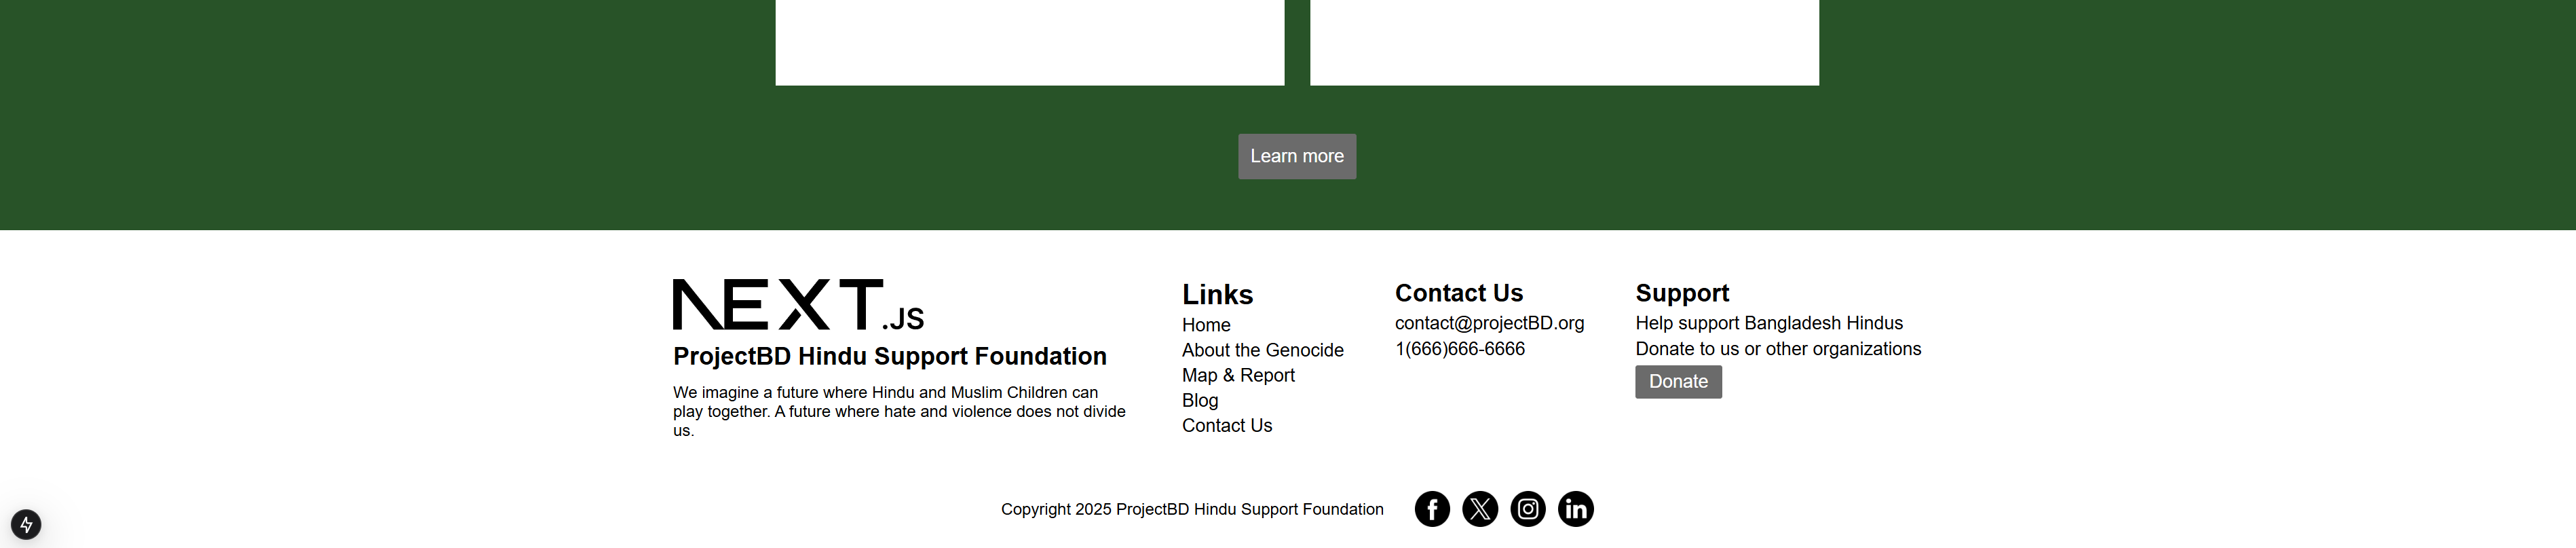 Learn more
NEXT.JS
ProjectBD Hindu Support Foundation
We imagine a future where Hindu and Muslim Children can
play together. A future where hate and violence does not divide
us.
Links
Home
About the Genocide
Map & Report
Blog
Contact Us
Contact Us
contact@projectBD.org
1(666)666-6666
Support
Help support Bangladesh Hindus
Donate to us or other organizations
Donate
Copyright 2025 ProjectBD Hindu Support Foundation